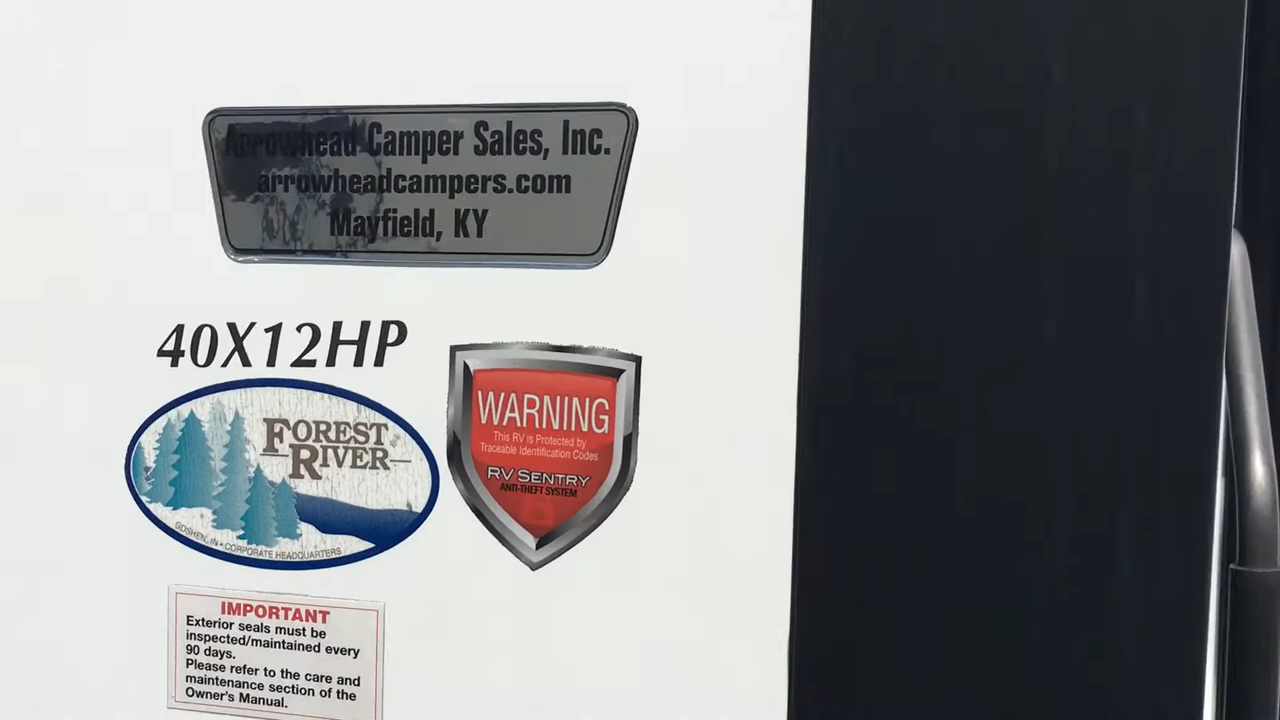 Arrowhead Camper Sales, Inc.
arrowheadcampers.com
Mayfield, KY
40X12HP
FOREST
RIVER
GOSHEN, IN • CORPORATE HEADQUARTERS
WARNING
This RV is Protected by
Traceable Identification Codes
RV SENTRY
ANTI-THEFT SYSTEM
IMPORTANT
Exterior seals must be
inspected/maintained every
90 days.
Please refer to the care and
maintenance section of the
Owner's Manual.